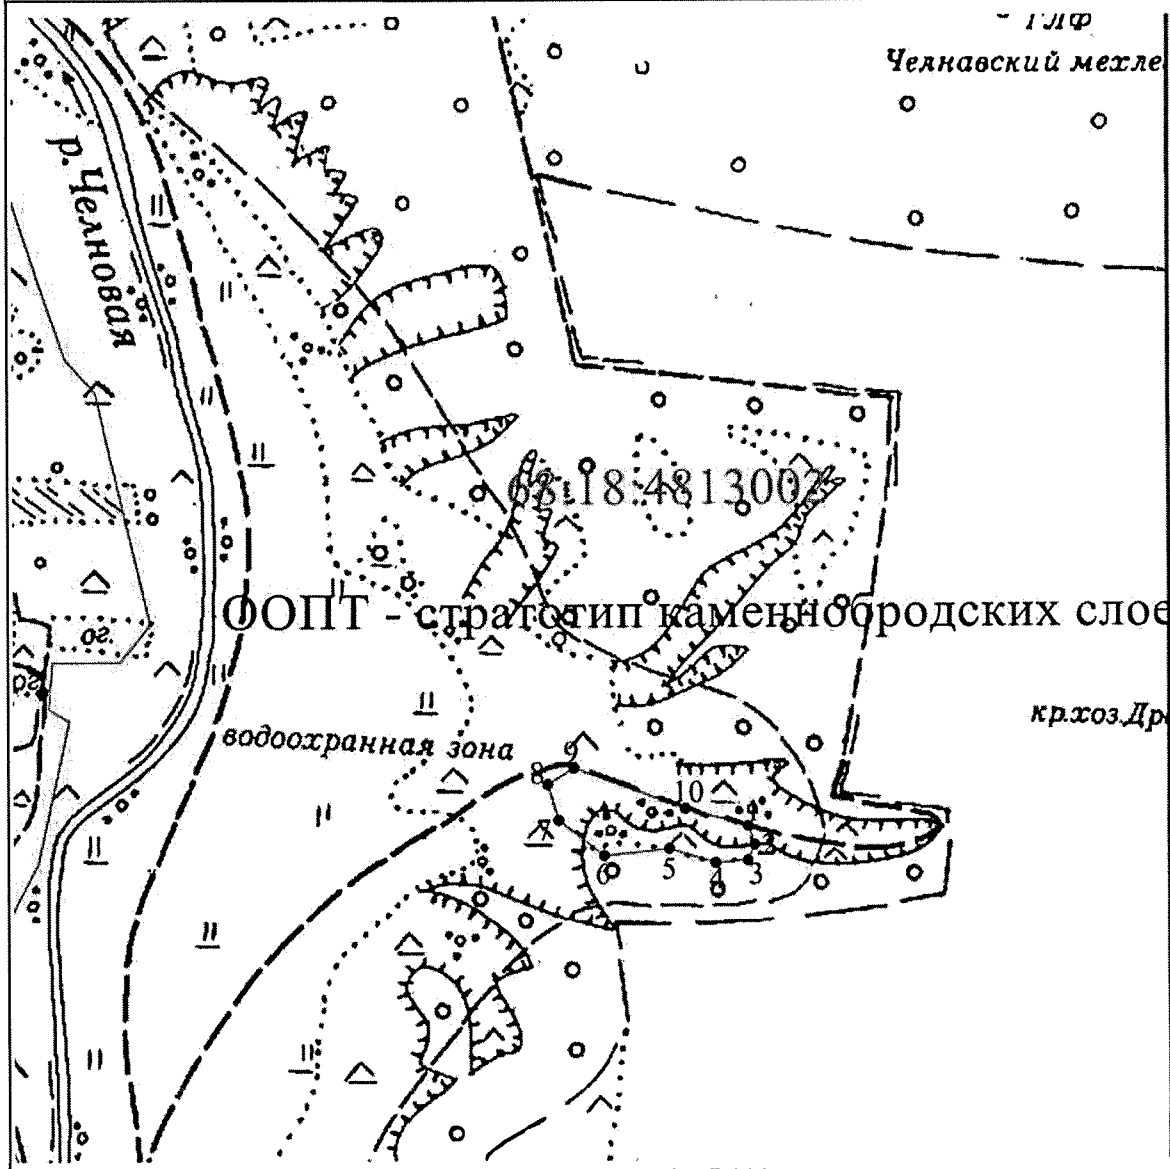 ГЛФ
Челнавский мехле
р. Челновая
68:18:4813002
ООПТ - стратотип каменнобродских слое
кр.хоз.Др
водоохранная зона
9
8
10
1
7
2
6
5
4
3
ог.